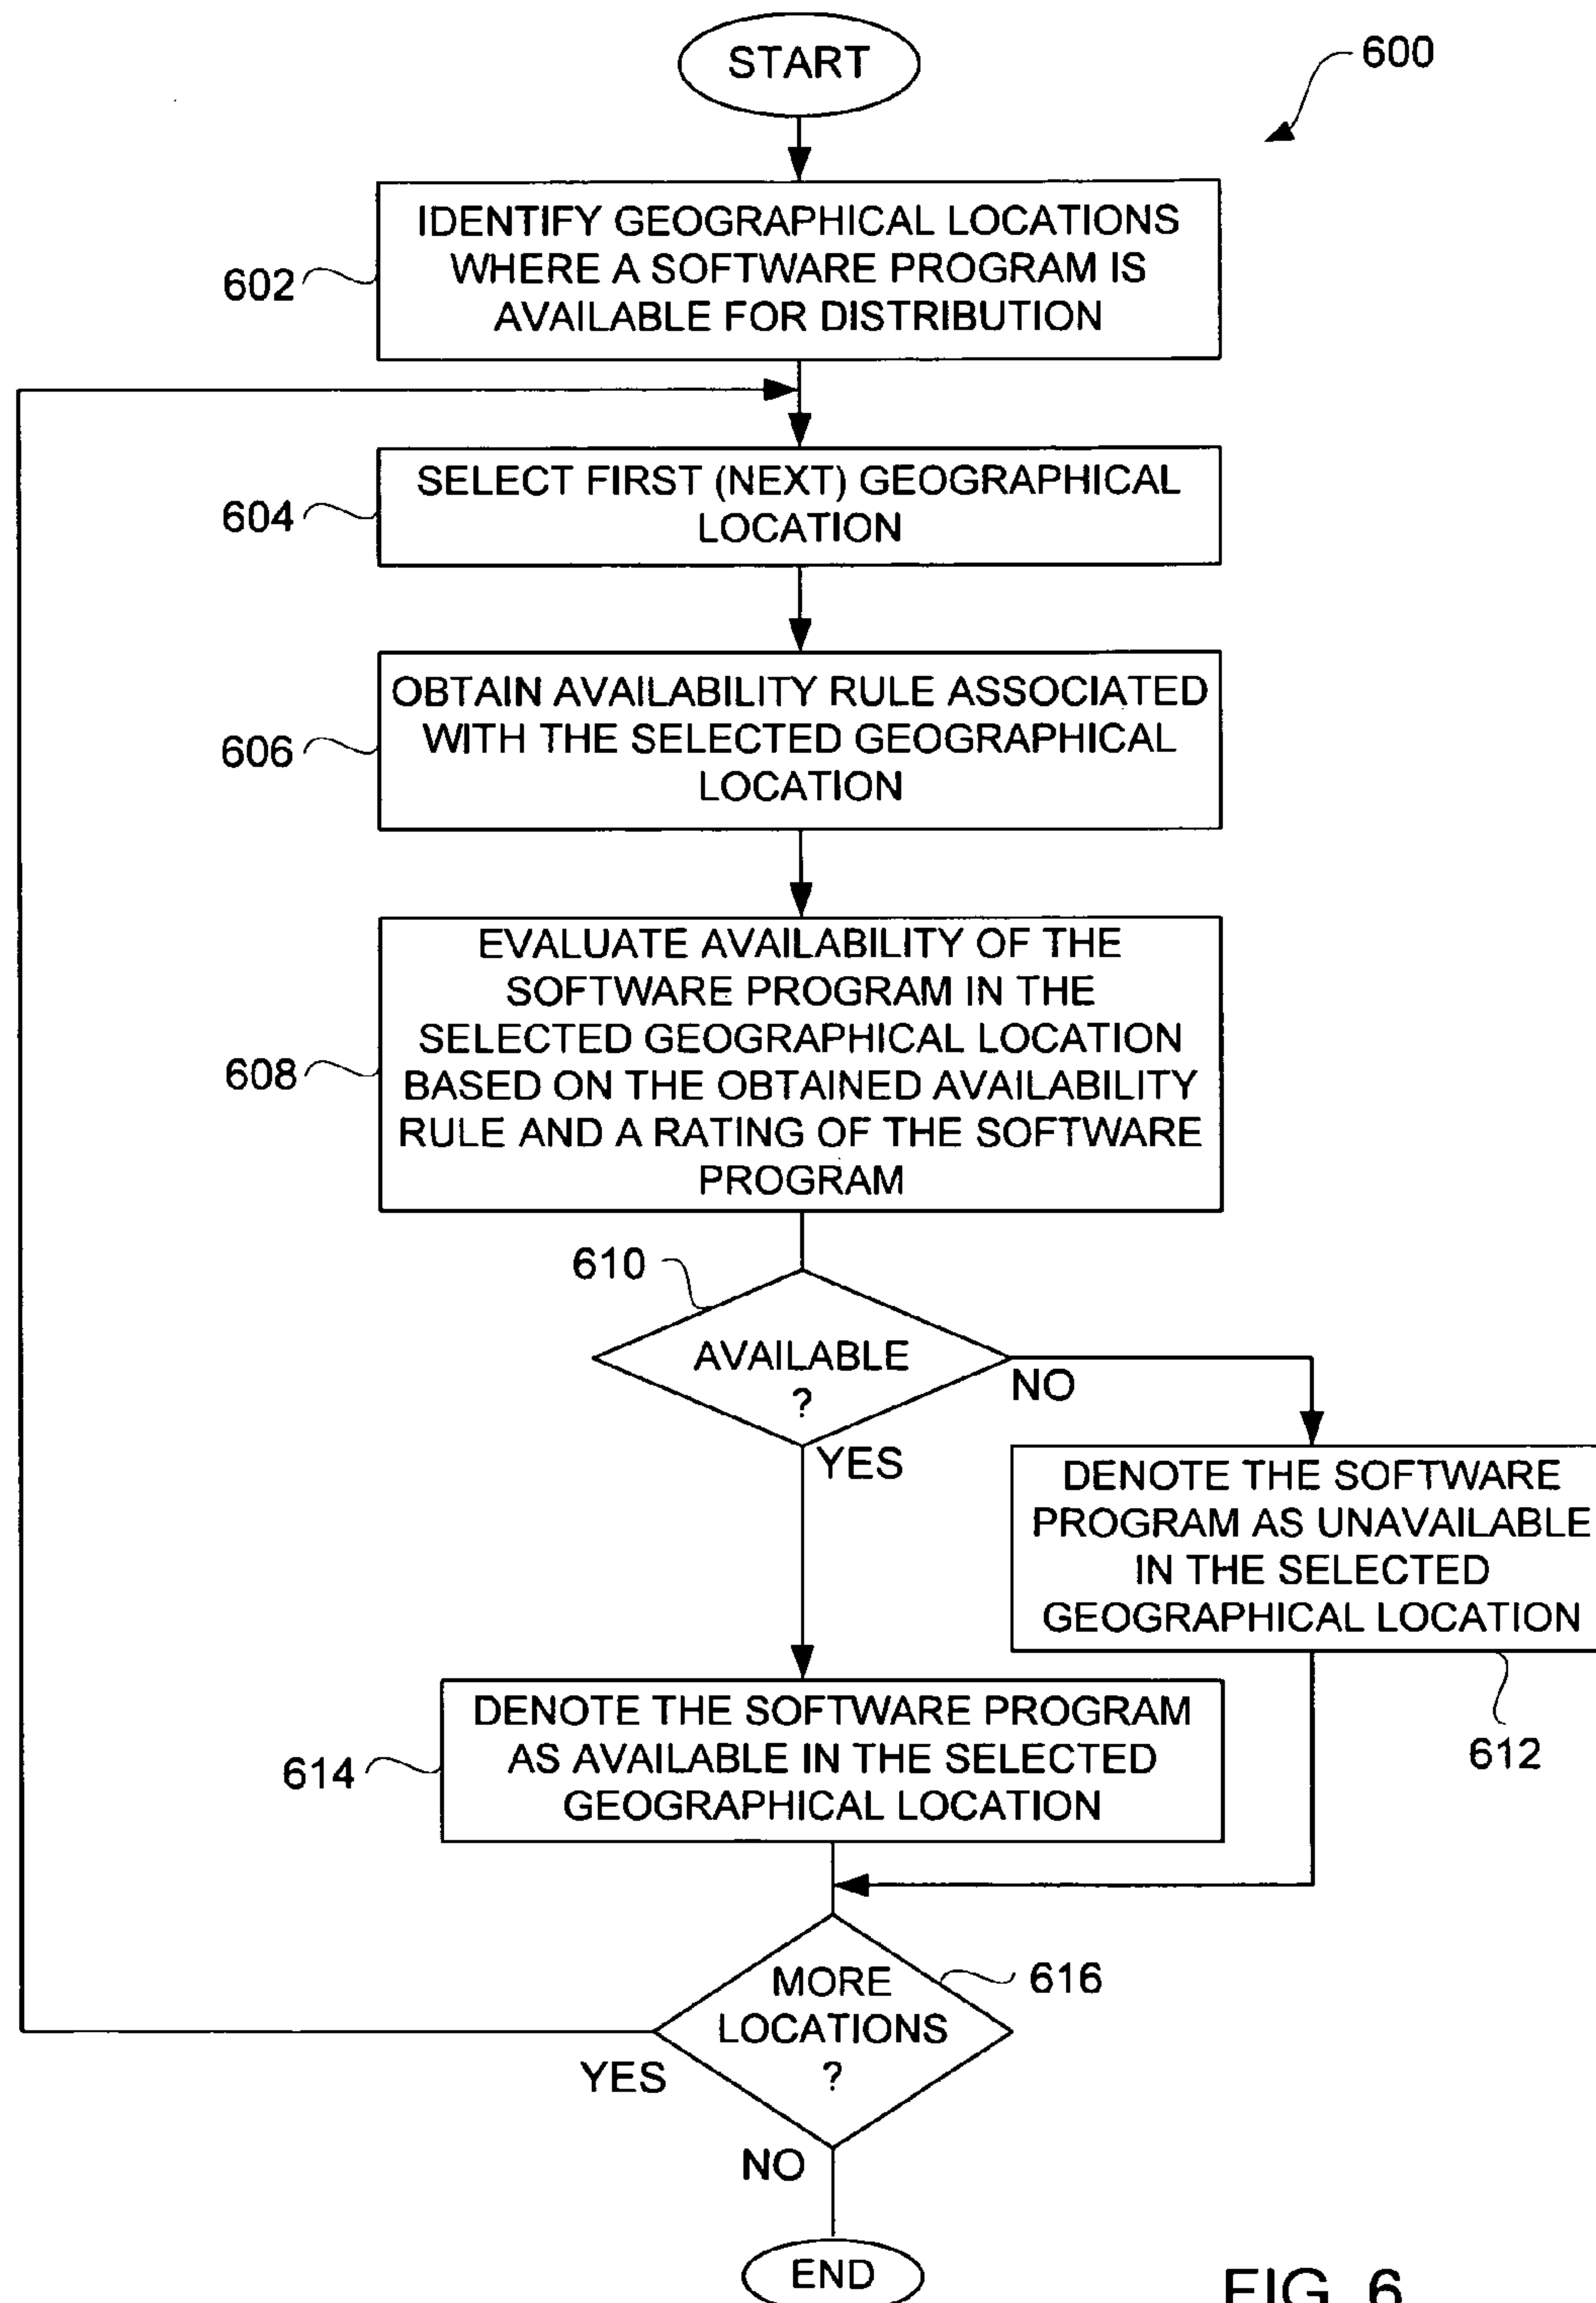 START
600
IDENTIFY GEOGRAPHICAL LOCATIONS
WHERE A SOFTWARE PROGRAM IS
AVAILABLE FOR DISTRIBUTION
602
SELECT FIRST (NEXT) GEOGRAPHICAL
LOCATION
604
OBTAIN AVAILABILITY RULE ASSOCIATED
WITH THE SELECTED GEOGRAPHICAL
LOCATION
606
EVALUATE AVAILABILITY OF THE
SOFTWARE PROGRAM IN THE
SELECTED GEOGRAPHICAL LOCATION
BASED ON THE OBTAINED AVAILABILITY
RULE AND A RATING OF THE SOFTWARE
PROGRAM
608
610
AVAILABLE
?
NO
YES
DENOTE THE SOFTWARE
PROGRAM AS UNAVAILABLE
IN THE SELECTED
GEOGRAPHICAL LOCATION
612
DENOTE THE SOFTWARE PROGRAM
AS AVAILABLE IN THE SELECTED
GEOGRAPHICAL LOCATION
614
MORE
LOCATIONS
?
616
YES
NO
END
FIG. 6